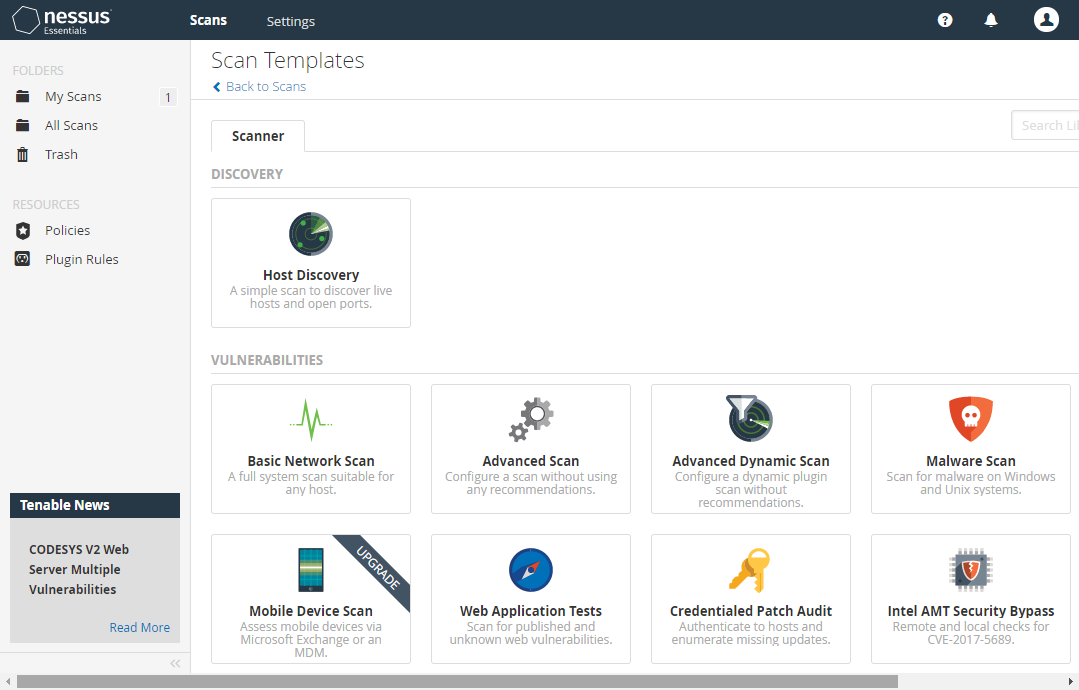 nessus
Essentials
Scans
Settings
FOLDERS
My Scans
1
All Scans
Trash
RESOURCES
Policies
Plugin Rules
Tenable News
CODESYS V2 Web
Server Multiple
Vulnerabilities
Read More
Scan Templates
Back to Scans
Scanner
Search Li
DISCOVERY
Host Discovery
A simple scan to discover live
hosts and open ports.
VULNERABILITIES
Basic Network Scan
A full system scan suitable for
any host.
Advanced Scan
Configure a scan without using
any recommendations.
Advanced Dynamic Scan
Configure a dynamic plugin
scan without
recommendations.
Malware Scan
Scan for malware on Windows
and Unix systems.
UPGRADE
Mobile Device Scan
Assess mobile devices via
Microsoft Exchange or an
MDM.
Web Application Tests
Scan for published and
unknown web vulnerabilities.
Credentialed Patch Audit
Authenticate to hosts and
enumerate missing updates.
Intel AMT Security Bypass
Remote and local checks for
CVE-2017-5689.